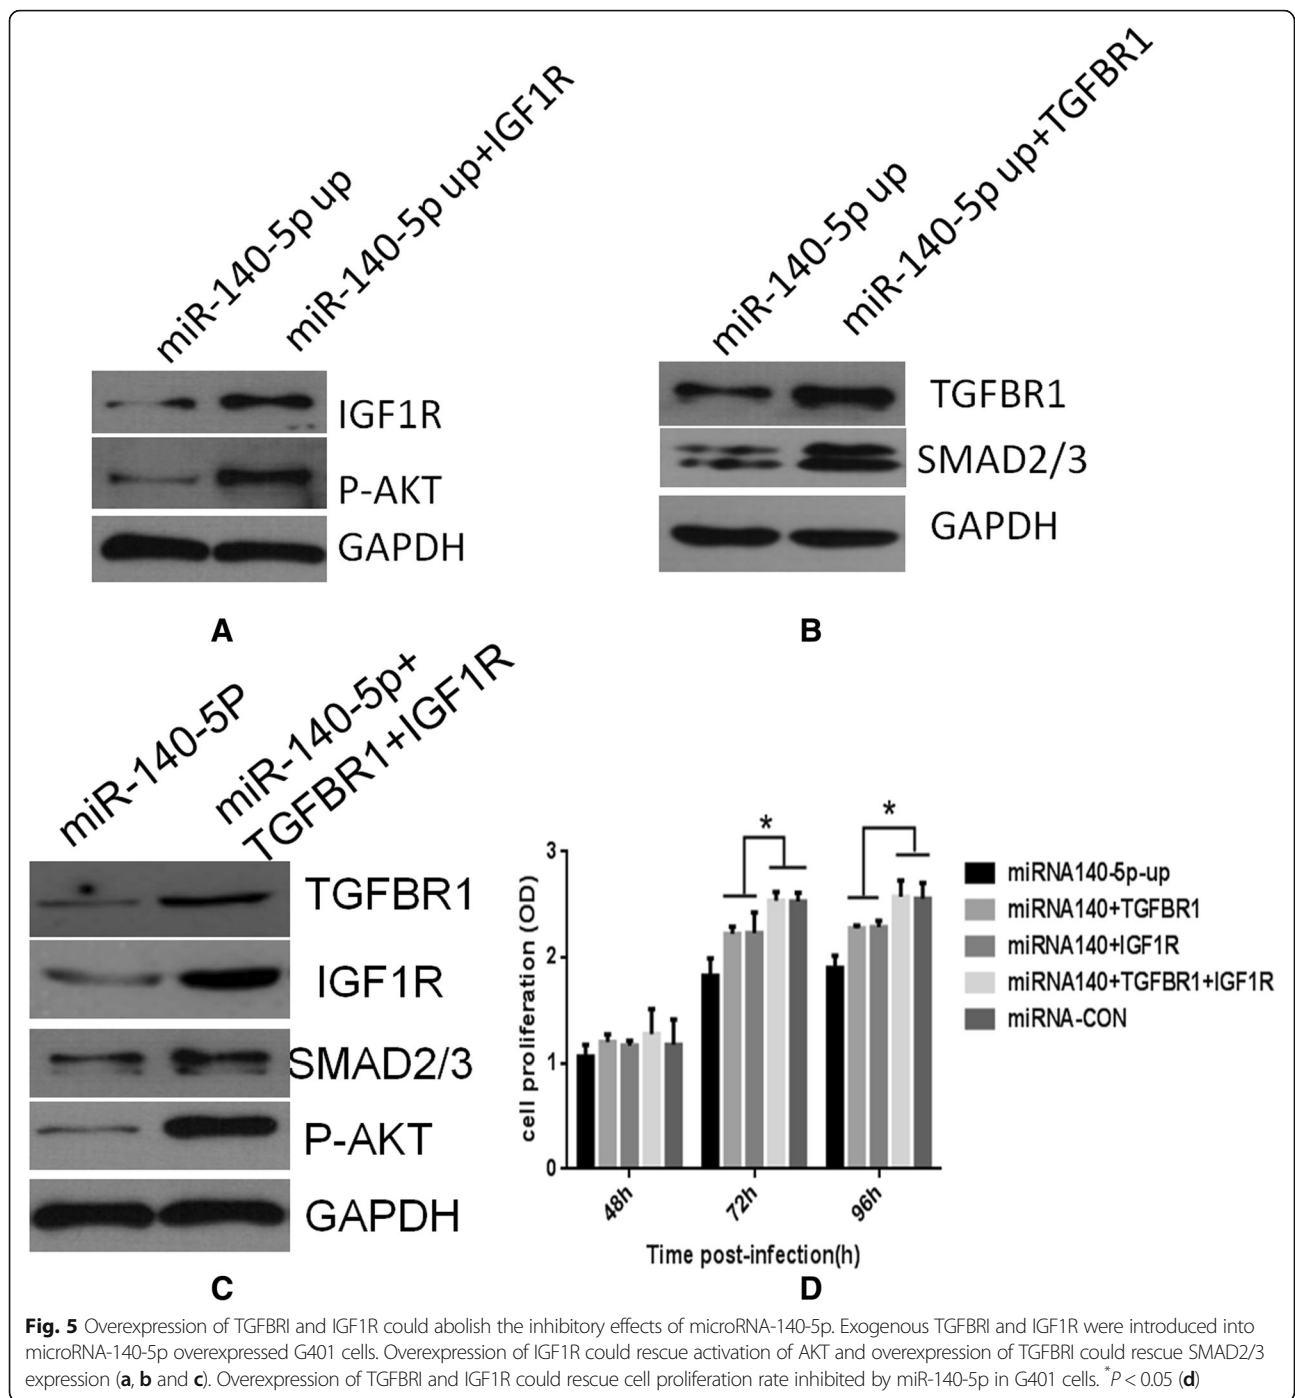 miR-140-5p up
miR-140-5p up+IGF1R
IGF1R
P-AKT
GAPDH
A
miR-140-5p up
miR-140-5p up+TGFBR1
TGFBR1
SMAD2/3
GAPDH
B
miR-140-5P
miR-140-5p+
TGFBR1+IGF1R
TGFBR1
IGF1R
SMAD2/3
P-AKT
GAPDH
C
cell proliferation (OD)
3
2
1
0
*
*
48h
72h
96h
Time post-infection(h)
miRNA140-5p-up
miRNA140+TGFBR1
miRNA140+IGF1R
miRNA140+TGFBR1+IGF1R
miRNA-CON
D
Fig. 5 Overexpression of TGFBRI and IGF1R could abolish the inhibitory effects of microRNA-140-5p. Exogenous TGFBRI and IGF1R were introduced into
microRNA-140-5p overexpressed G401 cells. Overexpression of IGF1R could rescue activation of AKT and overexpression of TGFBRI could rescue SMAD2/3
expression (a, b and c). Overexpression of TGFBRI and IGF1R could rescue cell proliferation rate inhibited by miR-140-5p in G401 cells. *P < 0.05 (d)